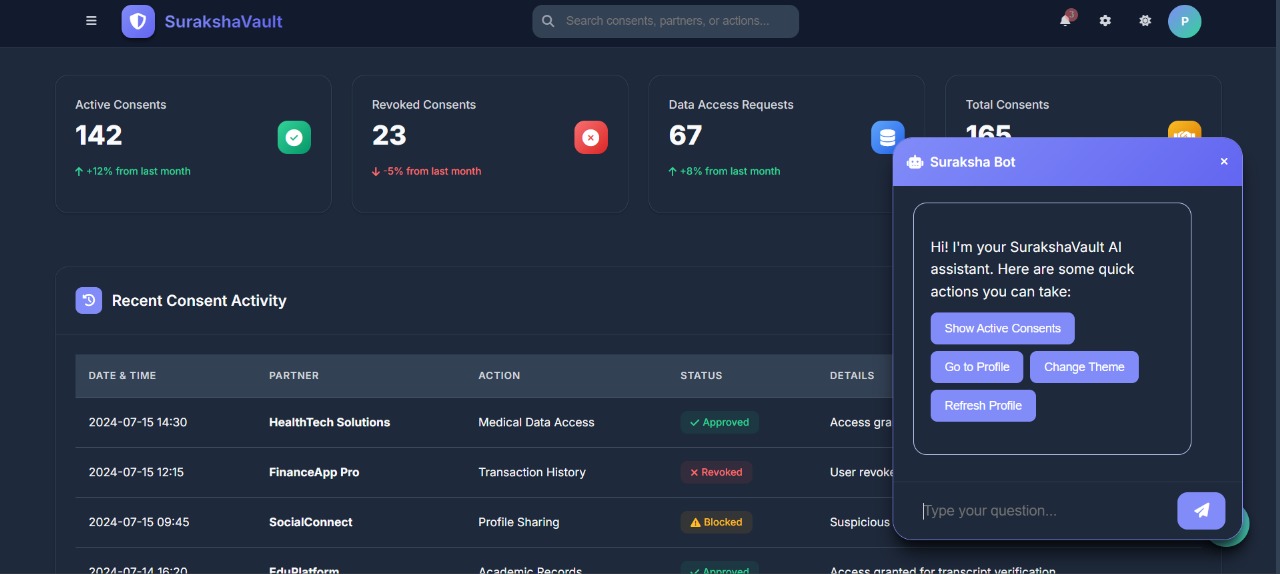 SurakshaVault
Search consents, partners, or actions...
3
P
Active Consents
142
+12% from last month
Revoked Consents
23
-5% from last month
Data Access Requests
67
+8% from last month
Total Consents
165
Suraksha Bot
×
Hi! I'm your SurakshaVault AI
assistant. Here are some quick
actions you can take:
Show Active Consents
Go to Profile Change Theme
Refresh Profile
Type your question...
Recent Consent Activity
DATE & TIME PARTNER ACTION STATUS DETAILS
2024-07-15 14:30 HealthTech Solutions Medical Data Access Approved Access
2024-07-15 12:15 FinanceApp Pro Transaction History Revoked User
2024-07-15 09:45 SocialConnect Profile Sharing Blocked Suspicious
2024-07-14 16:20 EduPlatform Academic Records Approved Access granted for transcript verification